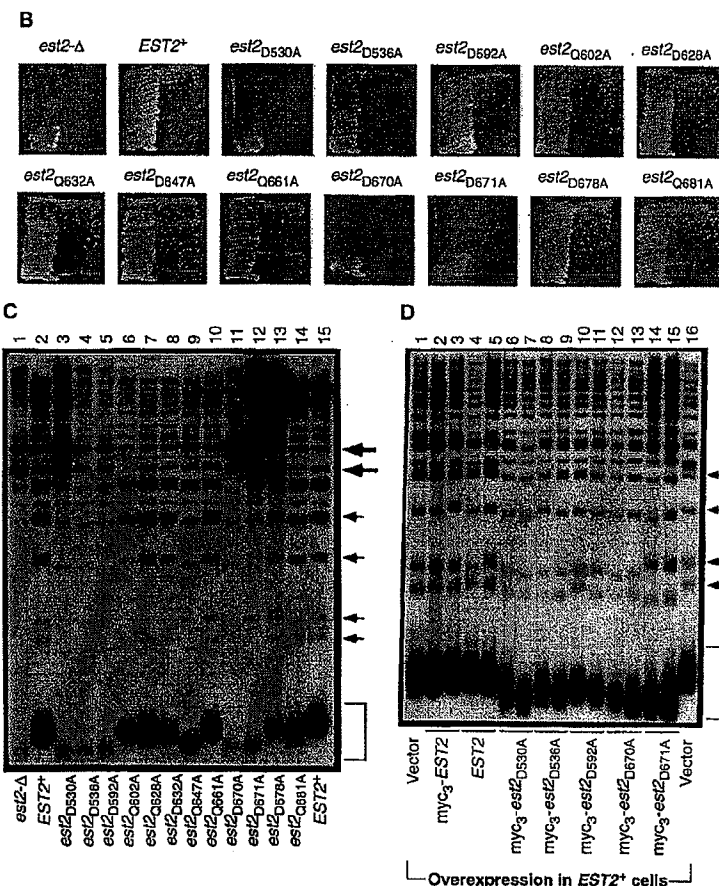 B
est2-Δ EST2+ est2D530A est2D536A est2D592A est2Q602A est2D628A
est2Q632A est2D647A est2Q661A est2D670A est2D671A est2D678A est2Q681A
C
1 2 3 4 5 6 7 8 9 10 11 12 13 14 15
est2-Δ
EST2+
est2D530A
est2D536A
est2D592A
est2Q602A
est2Q628A
est2D632A
est2Q647A
est2Q661A
est2D670A
est2D671A
est2D678A
est2Q681A
EST2+
D
1 2 3 4 5 6 7 8 9 10 11 12 13 14 15 16
Vector
myc3-EST2
EST2
myc3-est2D530A
myc3-est2D536A
myc3-est2D592A
myc3-est2D670A
myc3-est2D671A
Vector
Overexpression in EST2+ cells